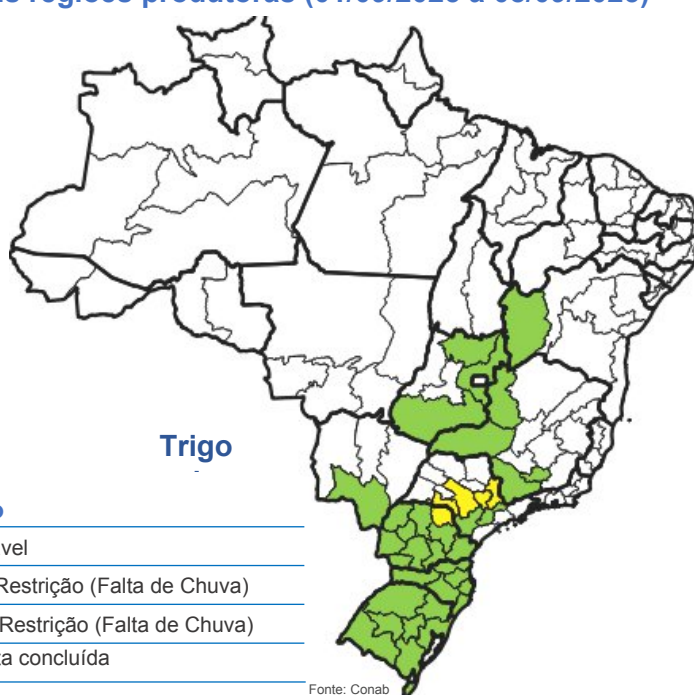 Trigo
vel
Restrição (Falta de Chuva)
Restrição (Falta de Chuva)
ta concluída
Fonte: Conab